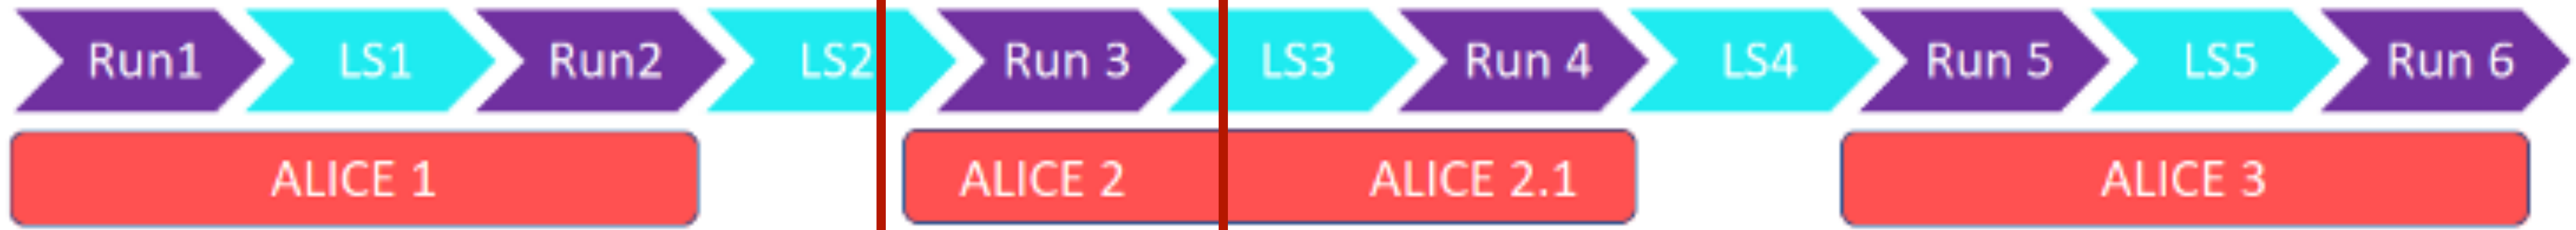 Run1 LS1 Run2 LS2 Run 3 LS3 Run 4 LS4 Run 5 LS5 Run 6
ALICE 1 ALICE 2 ALICE 2.1 ALICE 3